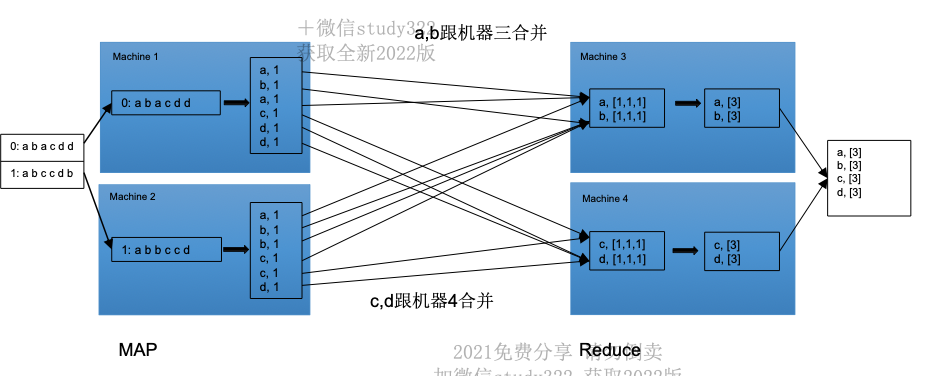 ＋微信study322
获取全新2022版
a,b跟机器三合并
0: a b a c d d
1: a b c c d b
Machine 1
0: a b a c d d
a, 1
b, 1
a, 1
c, 1
d, 1
d, 1
Machine 2
1: a b b c c d
a, 1
b, 1
b, 1
c, 1
c, 1
d, 1
Machine 3
a, [1,1,1]
b, [1,1,1]
a, [3]
b, [3]
Machine 4
c, [1,1,1]
d, [1,1,1]
c, [3]
d, [3]
a, [3]
b, [3]
c, [3]
d, [3]
c,d跟机器4合并
MAP
Reduce
2021免费分享 请勿倒卖
加微信study322 获取2022版